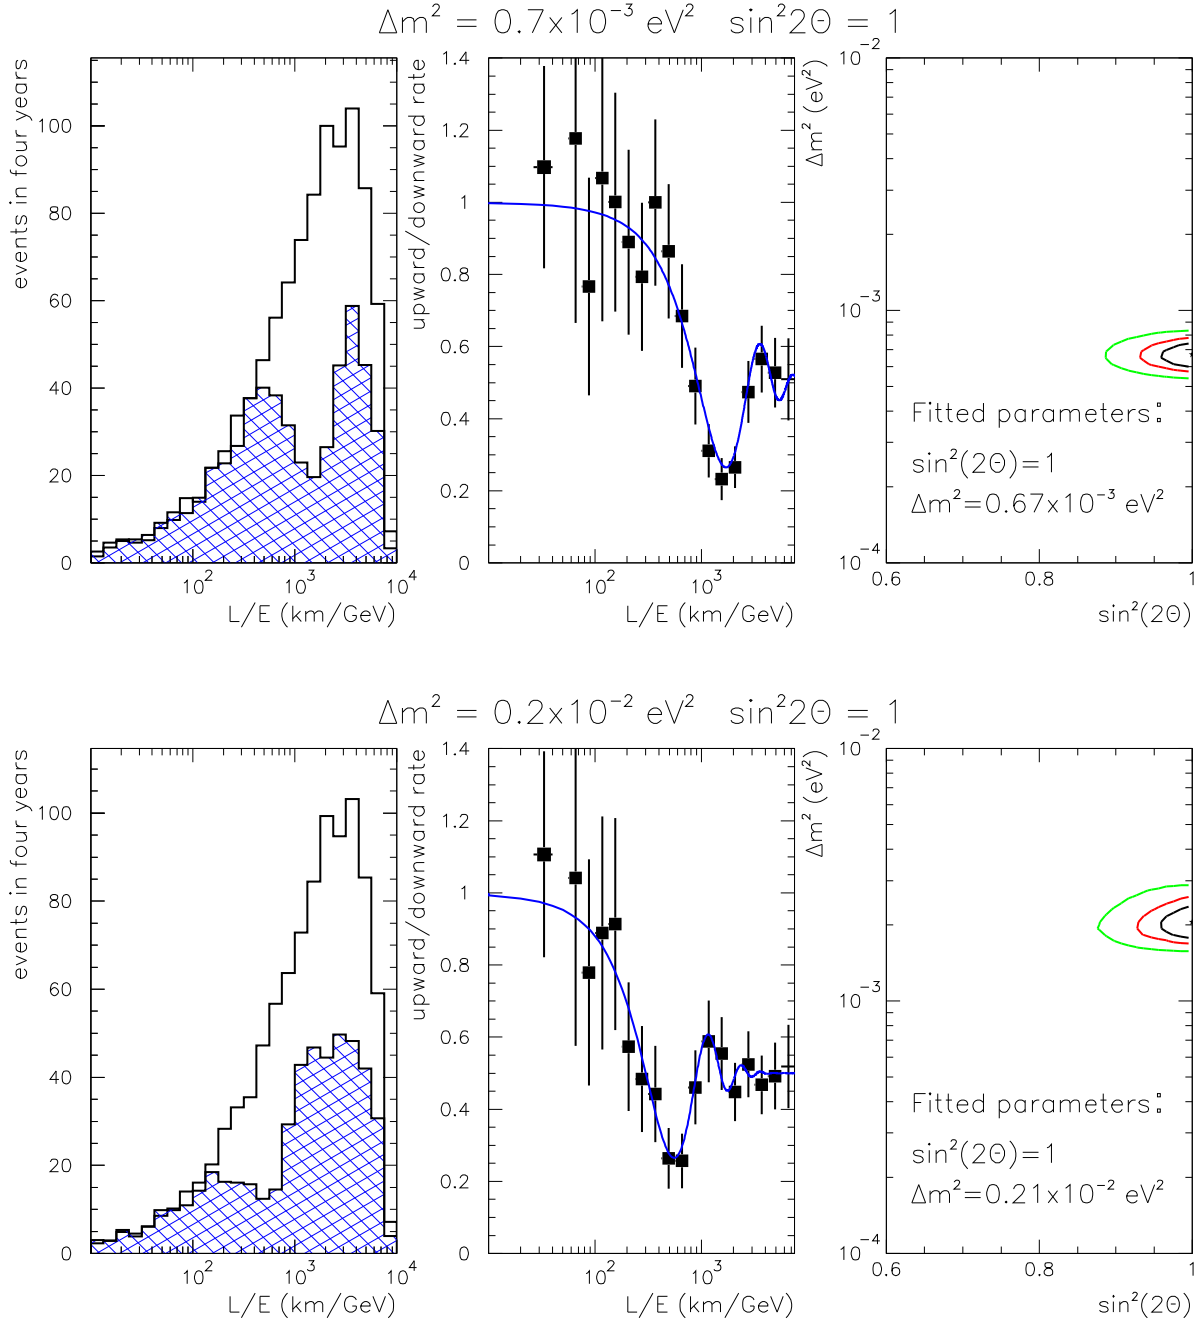 Δm² = 0.7x10⁻³ eV² sin²2Θ = 1
events in four years
100
80
60
40
20
0
10² 10³ 10⁴
L/E (km/GeV)
upward/downward rate
1.4
1.2
1
0.8
0.6
0.4
0.2
0
10² 10³
L/E (km/GeV)
Δm² (eV²)
10⁻²
10⁻³
10⁻⁴
Fitted parameters:
sin²(2Θ)=1
Δm²=0.67x10⁻³ eV²
0.6 0.8 1
sin²(2Θ)
Δm² = 0.2x10⁻² eV² sin²2Θ = 1
events in four years
100
80
60
40
20
0
10² 10³ 10⁴
L/E (km/GeV)
upward/downward rate
1.4
1.2
1
0.8
0.6
0.4
0.2
0
10² 10³
L/E (km/GeV)
Δm² (eV²)
10⁻²
10⁻³
10⁻⁴
Fitted parameters:
sin²(2Θ)=1
Δm²=0.21x10⁻² eV²
0.6 0.8 1
sin²(2Θ)